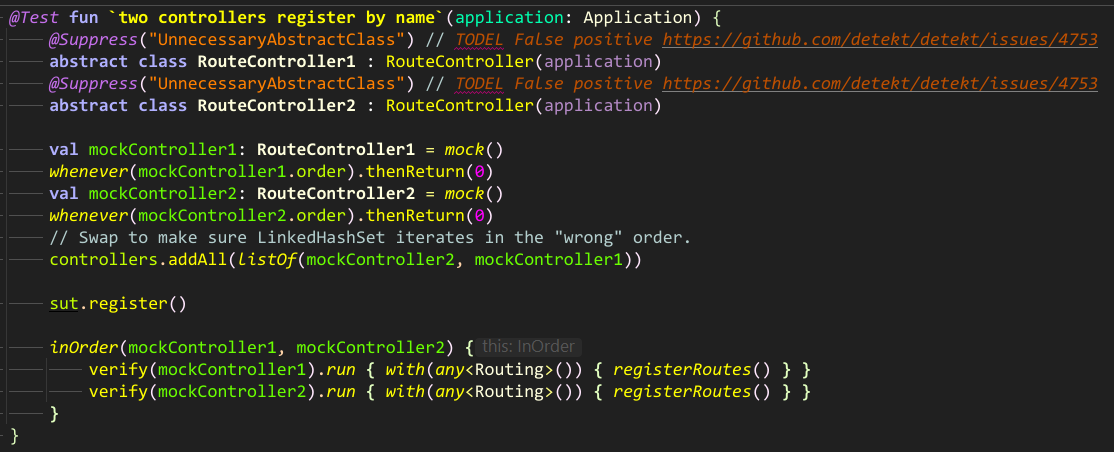 @Test fun `two controllers register by name`(application: Application) {
@Suppress("UnnecessaryAbstractClass") // TODEL False positive https://github.com/detekt/detekt/issues/4753
abstract class RouteController1 : RouteController(application)
@Suppress("UnnecessaryAbstractClass") // TODEL False positive https://github.com/detekt/detekt/issues/4753
abstract class RouteController2 : RouteController(application)
val mockController1: RouteController1 = mock()
whenever(mockController1.order).thenReturn(0)
val mockController2: RouteController2 = mock()
whenever(mockController2.order).thenReturn(0)
// Swap to make sure LinkedHashSet iterates in the "wrong" order.
controllers.addAll(listOf(mockController2, mockController1))
sut.register()
inOrder(mockController1, mockController2) { this: InOrder
verify(mockController1).run { with(any<Routing>()) { registerRoutes() } }
verify(mockController2).run { with(any<Routing>()) { registerRoutes() } }
}
}